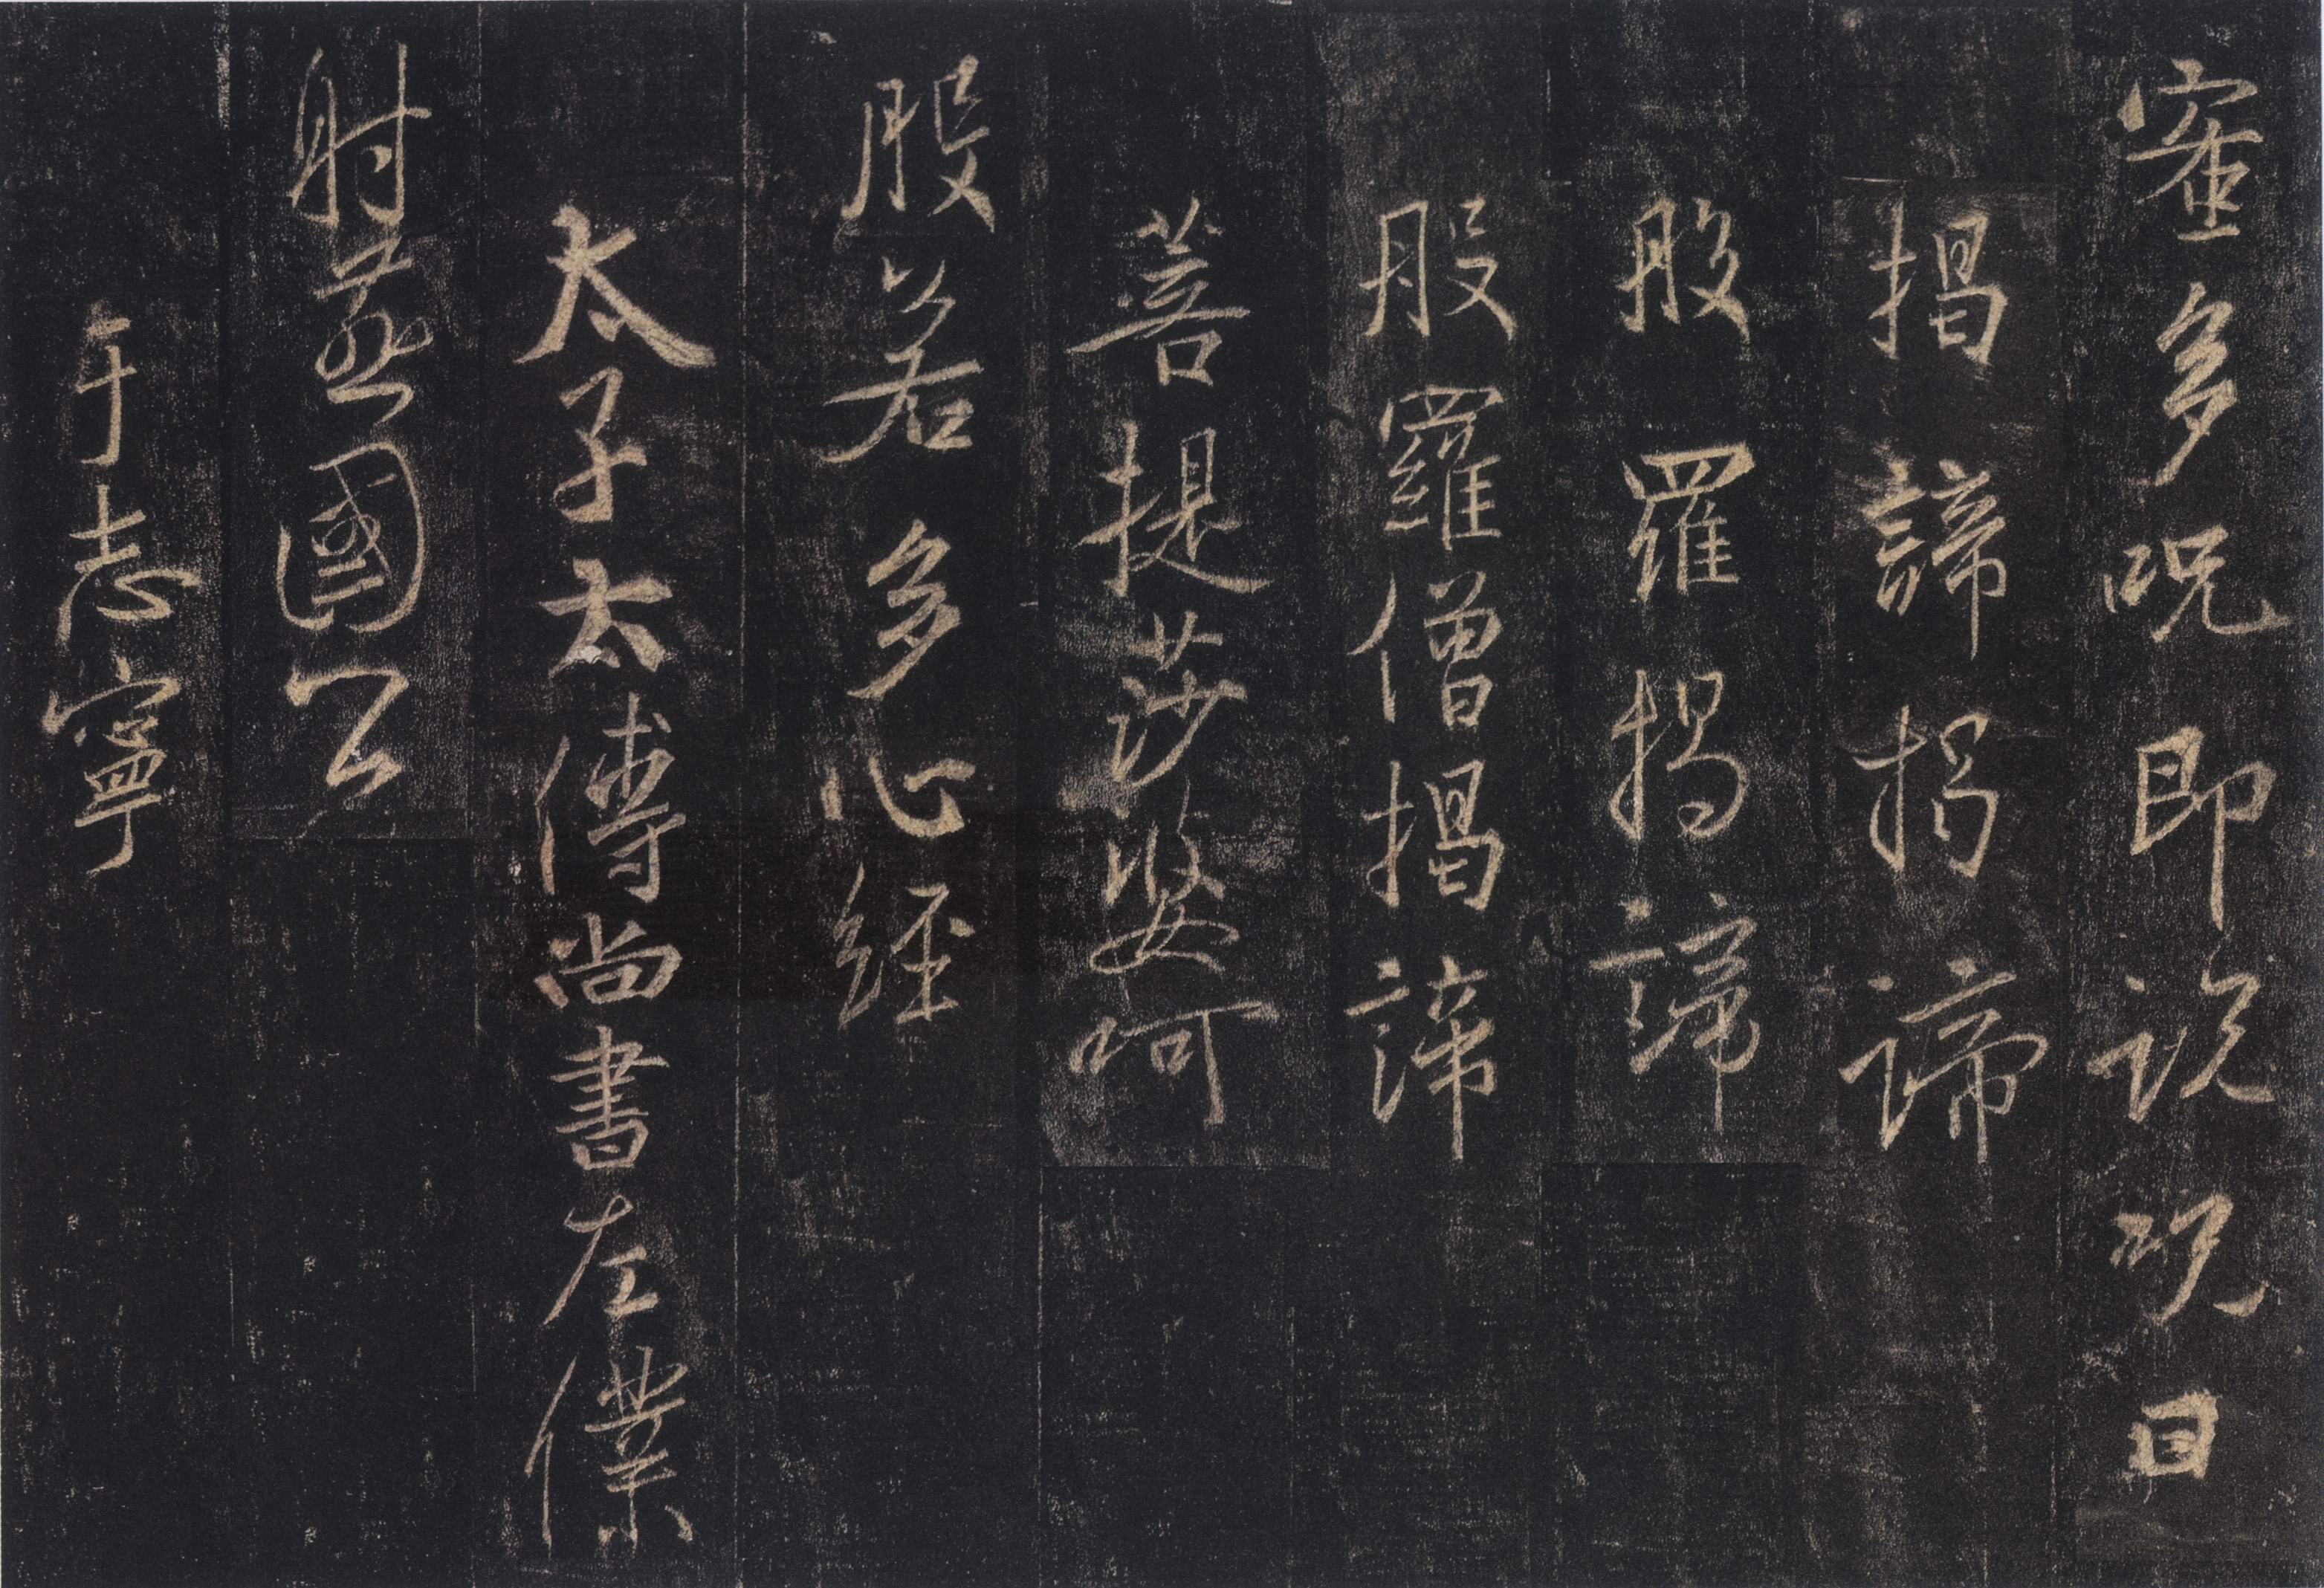 蜜多呪即說呪曰
揭諦揭諦
般羅揭諦
般羅僧揭諦
菩提莎婆呵
般若多心經
太子太傅尚書左僕
射燕國公
于志寧